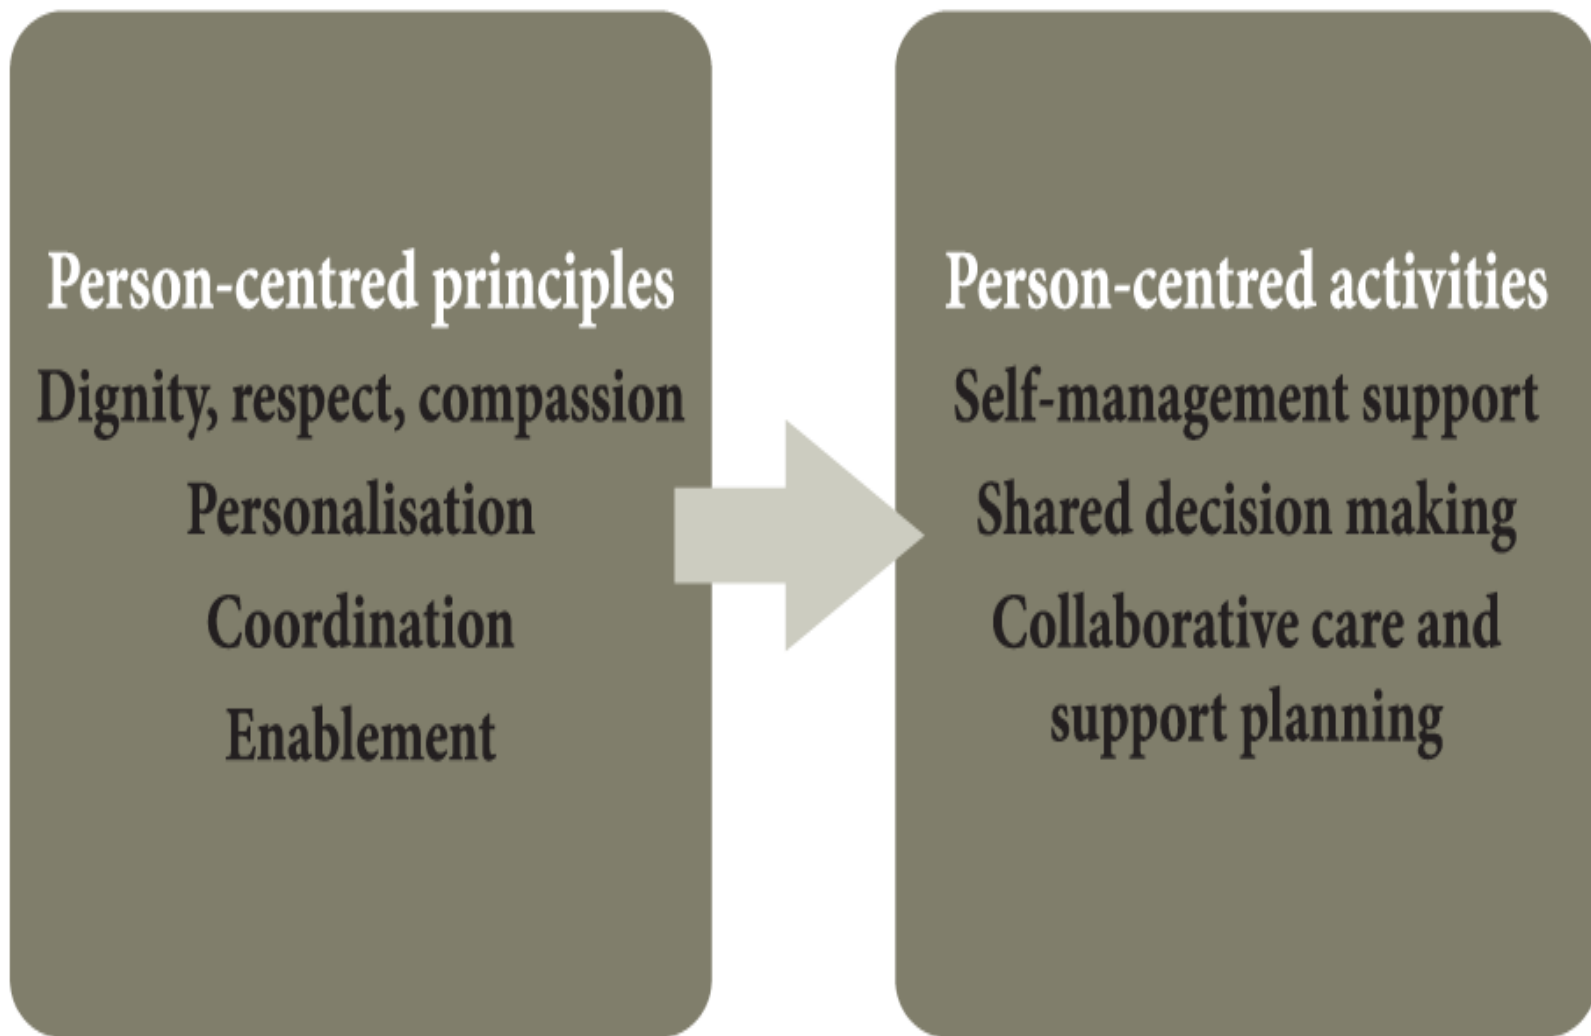 Person-centred principles
Dignity, respect, compassion
Personalisation
Coordination
Enablement
Person-centred activities
Self-management support
Shared decision making
Collaborative care and
support planning